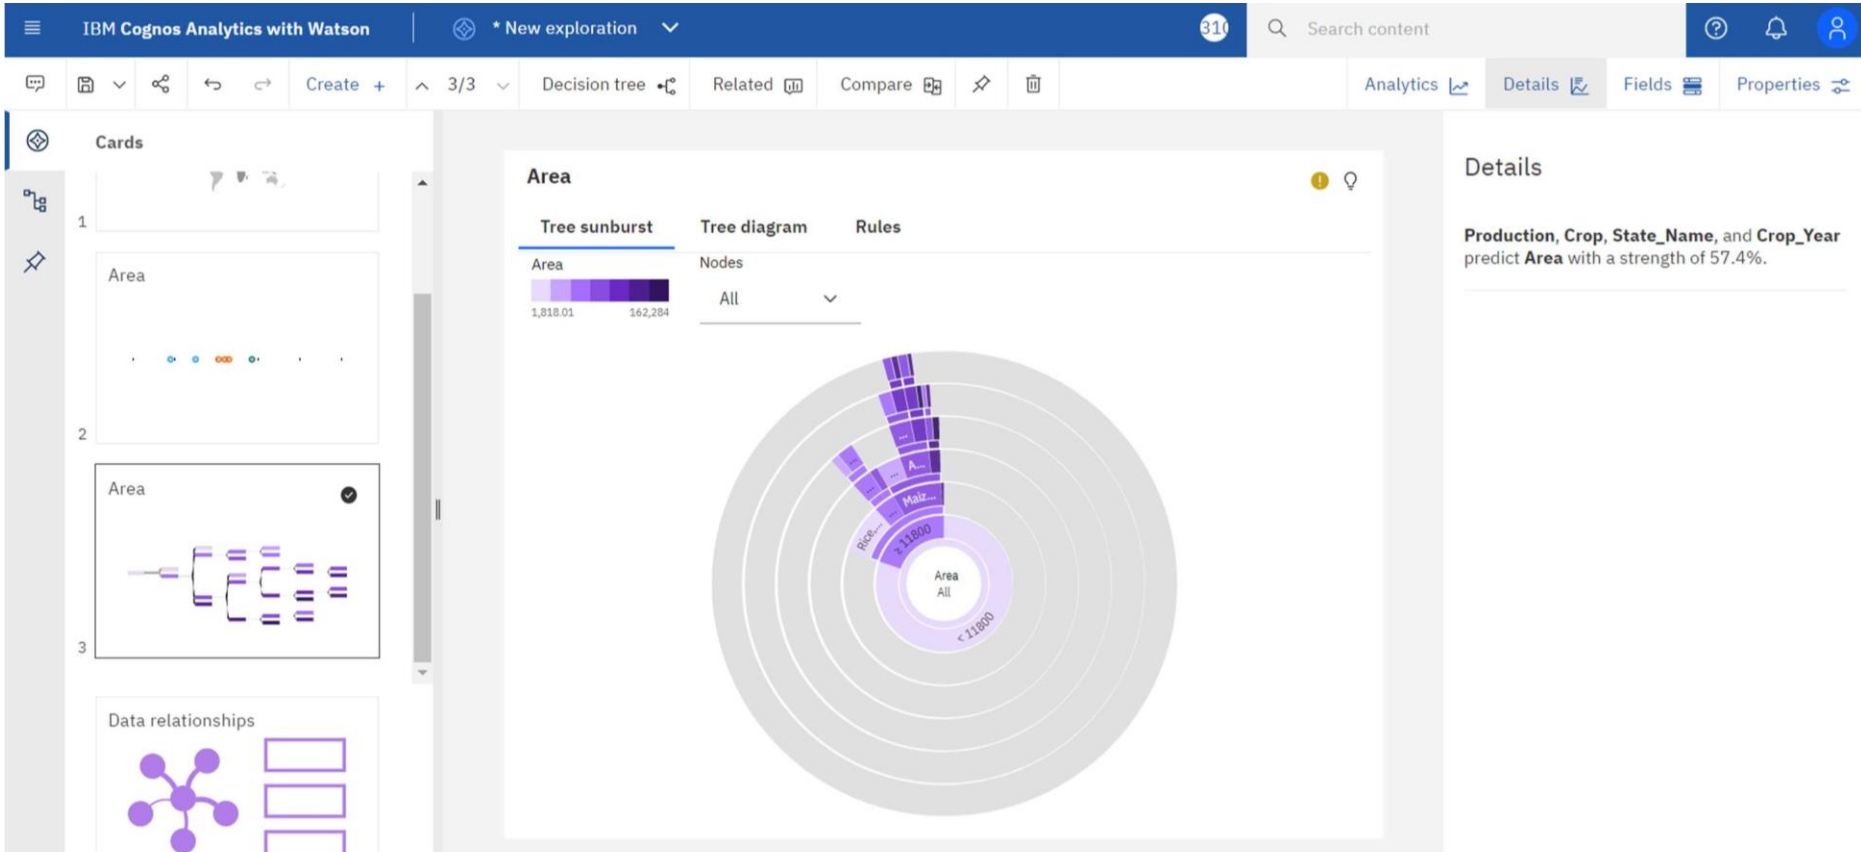 IBM Cognos Analytics with Watson
* New exploration
310
Search content
Create +
3/3
Decision tree
Related
Compare
Analytics
Details
Fields
Properties
Cards
1
Area
2
Area
3
Data relationships
Area
Tree sunburst
Tree diagram
Rules
Area
1,818.01
162,284
Nodes
All
...
...
...
A...
...
...
Maiz...
Rice,...
≥ 11800
Area
All
< 11800
Details
Production, Crop, State_Name, and Crop_Year
predict Area with a strength of 57.4%.